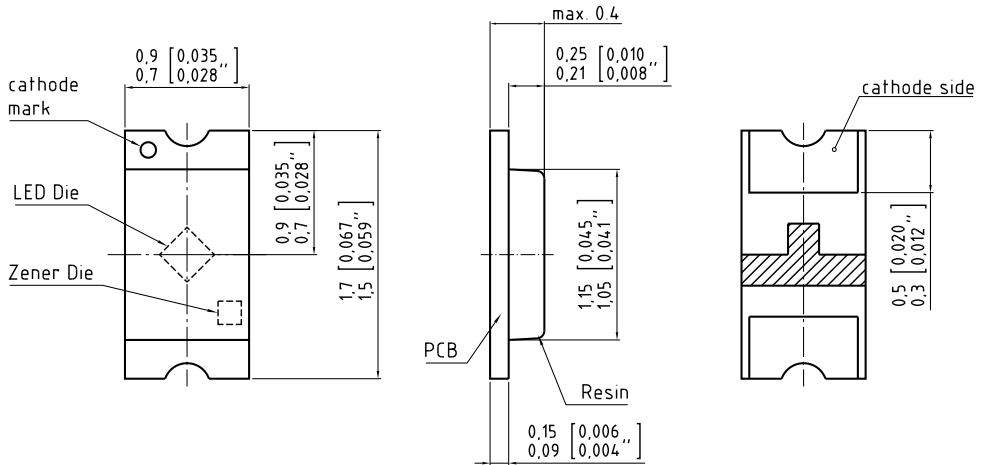 max. 0.4
0,9 [0,035
0,7 [0,028"]
0,25 [0,010
0,21 [0,008"]
cathode
mark
cathode side
LED Die
0,9 [0,035"]
0,7 [0,028
1,7 [0,067"]
1,5 [0,059"]
Zener Die
1,15 [0,045"]
1,05 [0,041"]
0,5 [0,020"]
0,3 [0,012
PCB
Resin
0,15 [0,006
0,09 [0,004"]